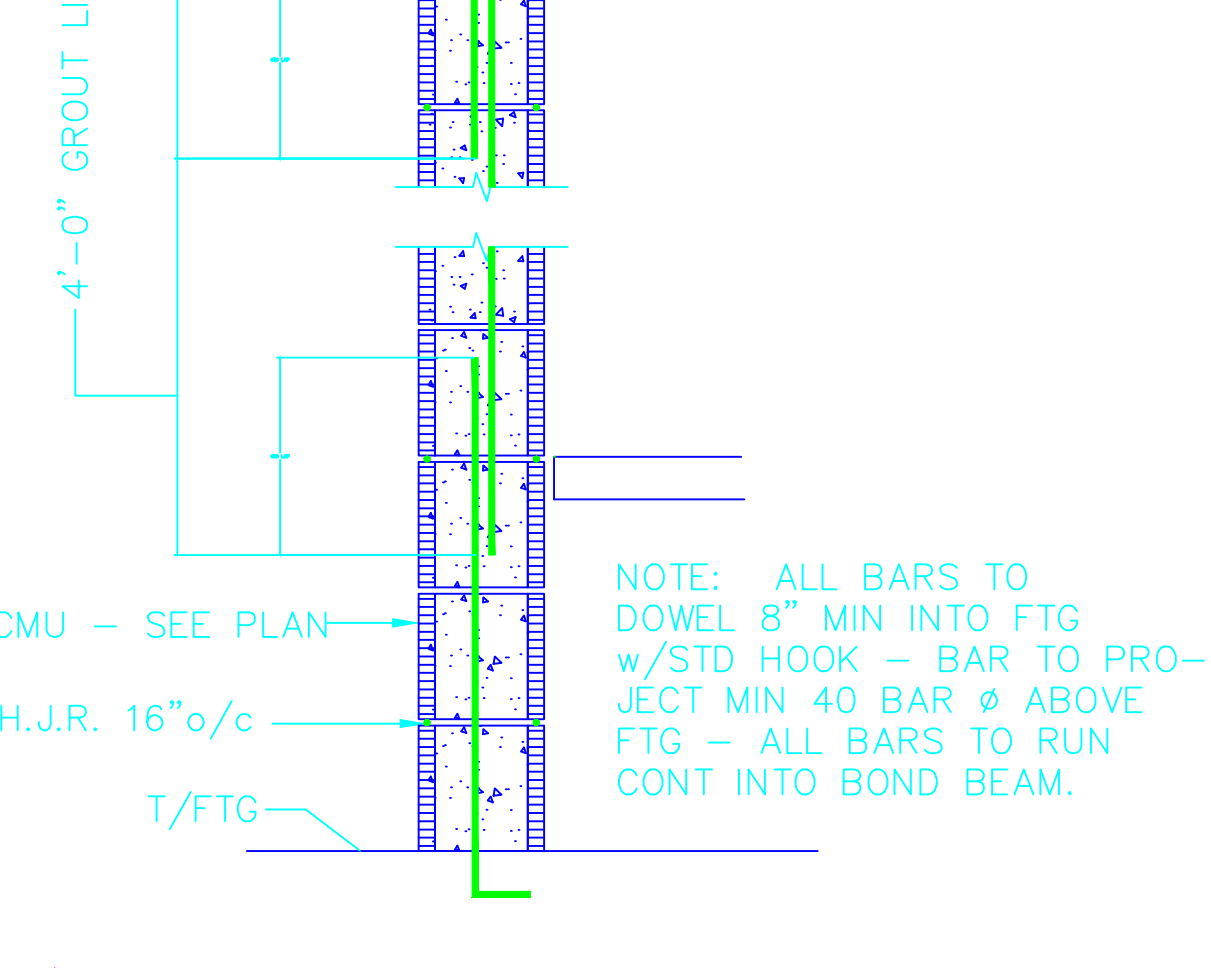 4'-0" GROUT
CMU – SEE PLAN
H.J.R. 16"o/c
T/FTG
NOTE: ALL BARS TO
DOWEL 8" MIN INTO FTG
w/STD HOOK – BAR TO PRO–
JECT MIN 40 BAR ø ABOVE
FTG – ALL BARS TO RUN
CONT INTO BOND BEAM.